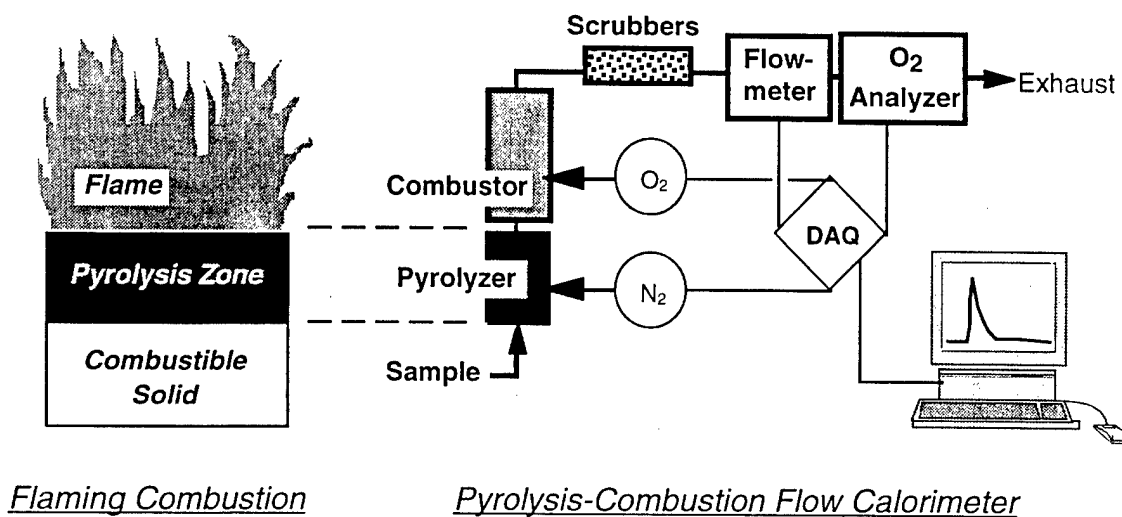 Scrubbers
Flow-
meter
O2
Analyzer
Exhaust
Flame
Combustor
O2
DAQ
Pyrolysis Zone
Pyrolyzer
N2
Combustible
Solid
Sample
Flaming Combustion
Pyrolysis-Combustion Flow Calorimeter